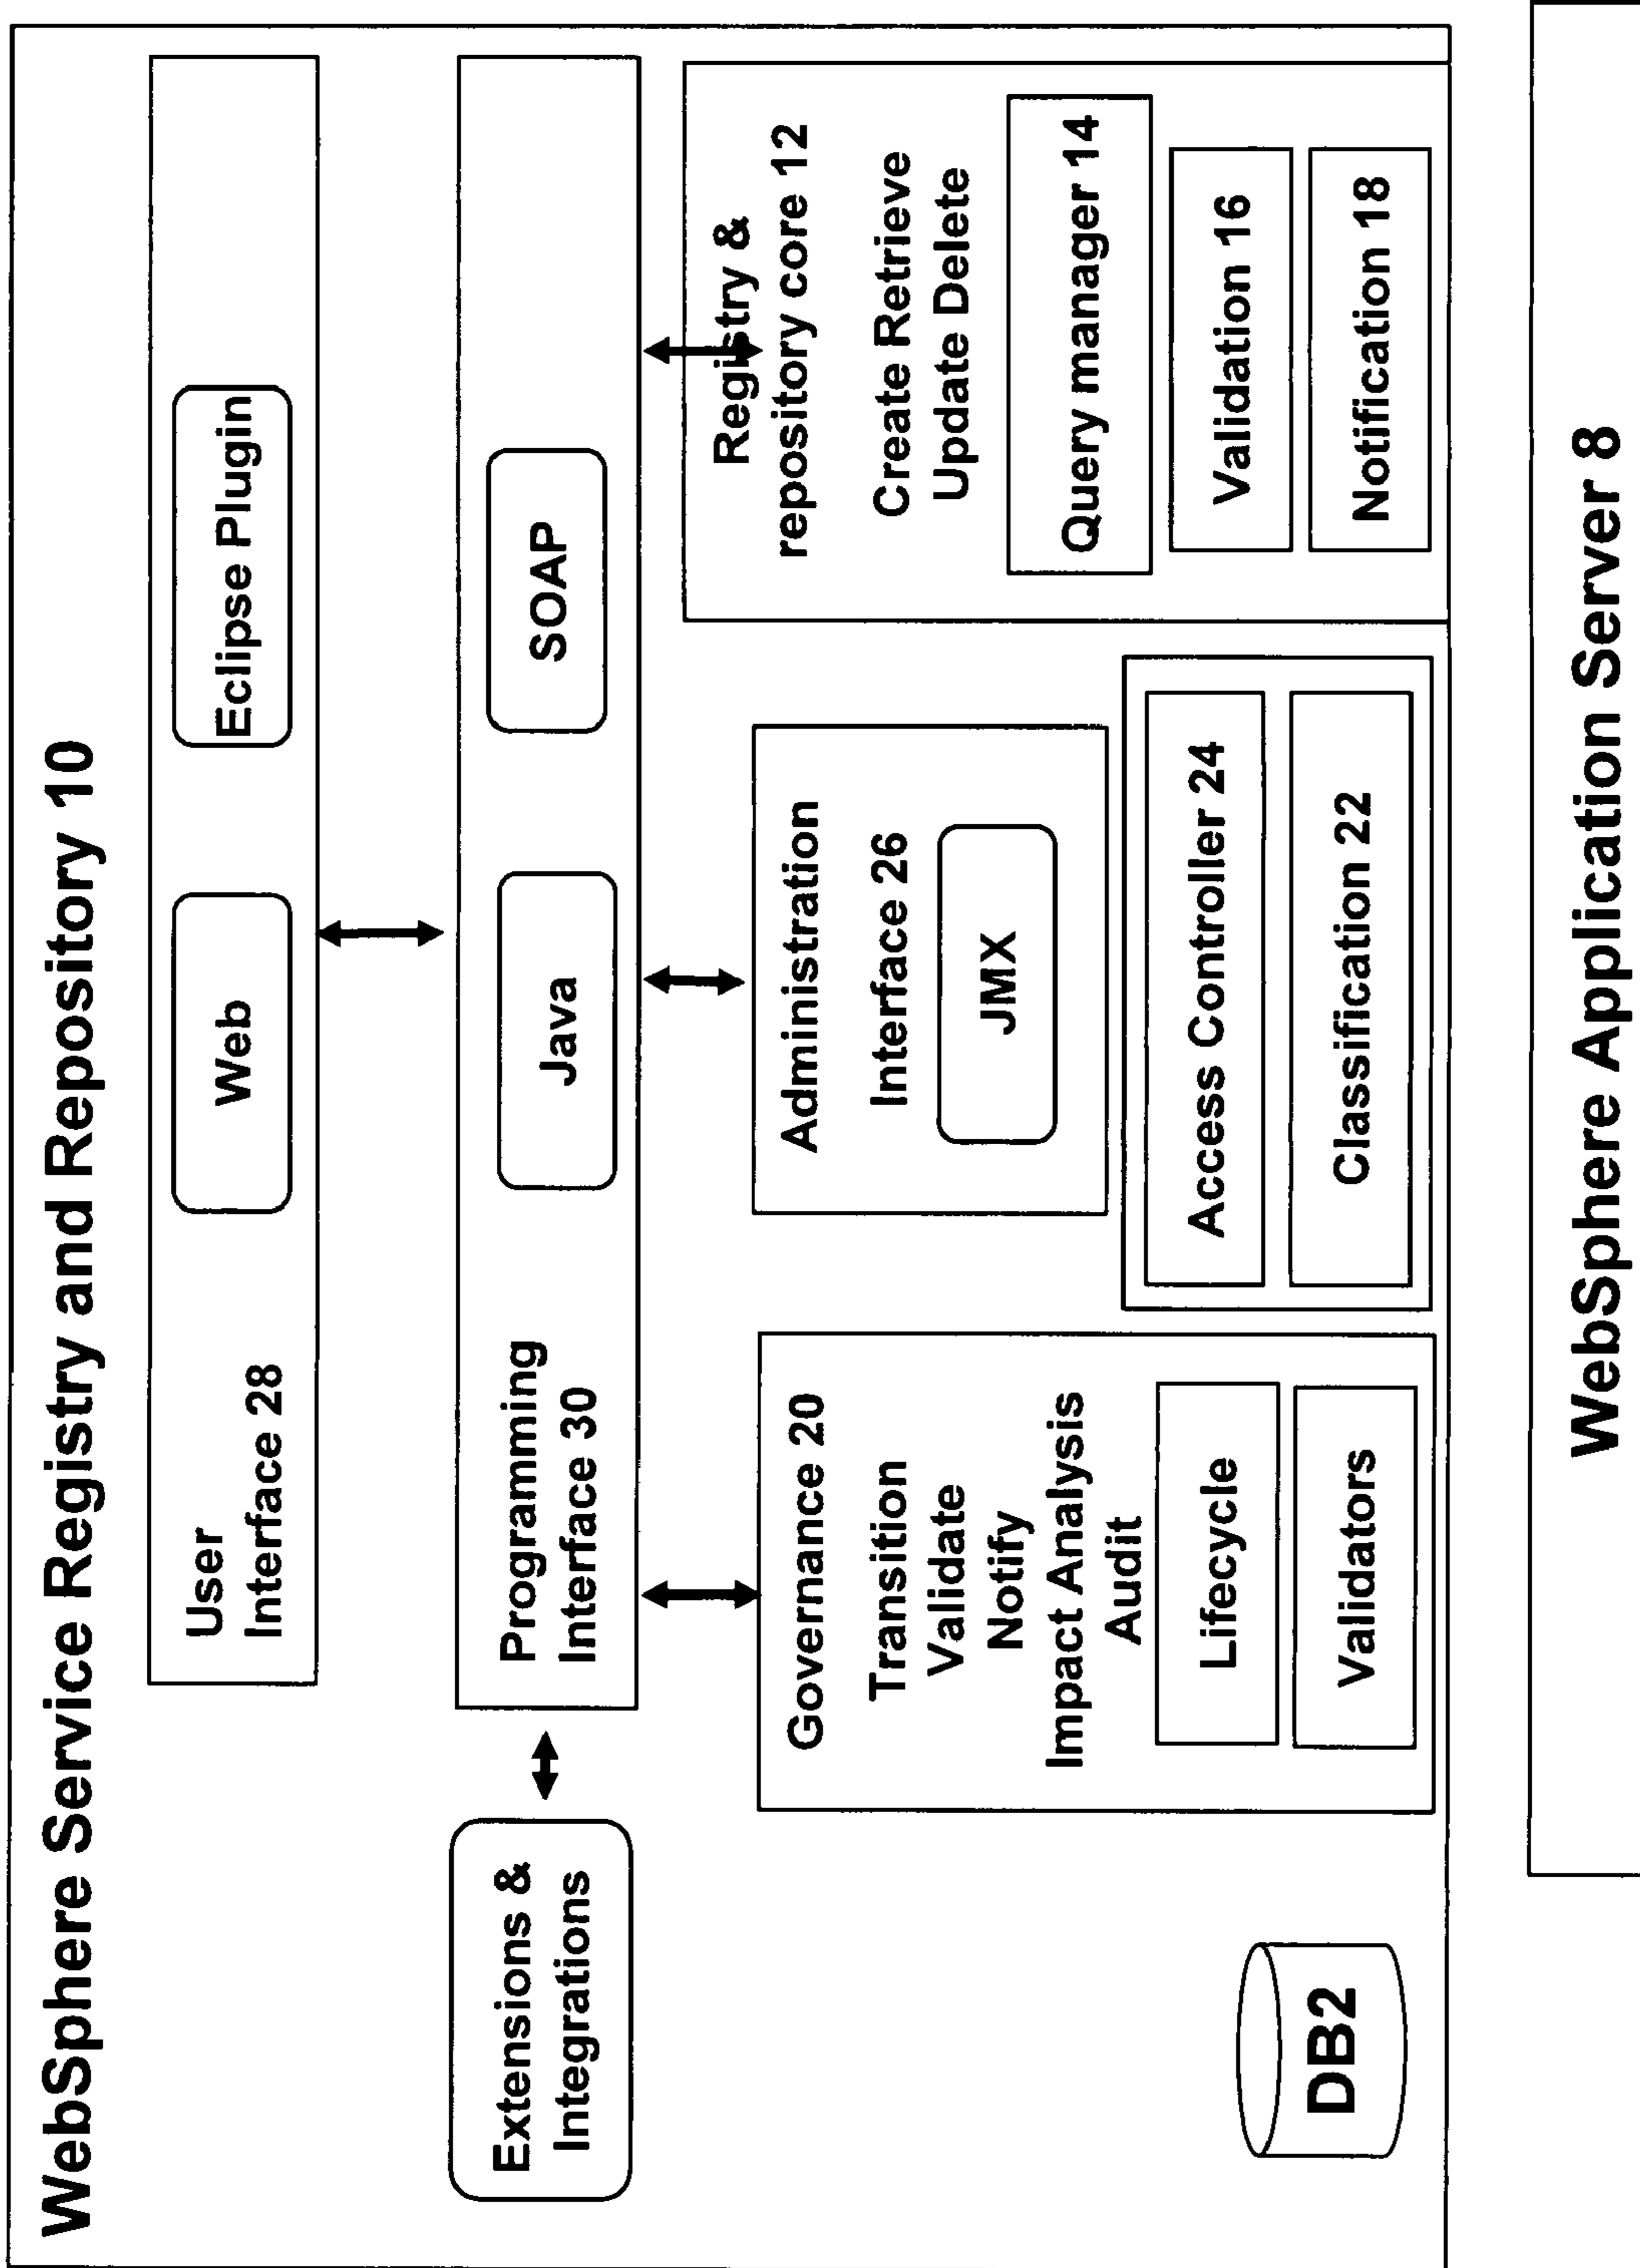 WebSphere Service Registry and Repository 10
User
Interface 28
Web
Eclipse Plugin
Extensions &
Integrations
Programming
Interface 30
Java
SOAP
Governance 20
Transition
Validate
Notify
Impact Analysis
Audit
Lifecycle
Validators
Administration
Interface 26
JMX
Access Controller 24
Classification 22
Registry &
repository core 12
Create Retrieve
Update Delete
Query manager 14
Validation 16
Notification 18
DB2
WebSphere Application Server 8